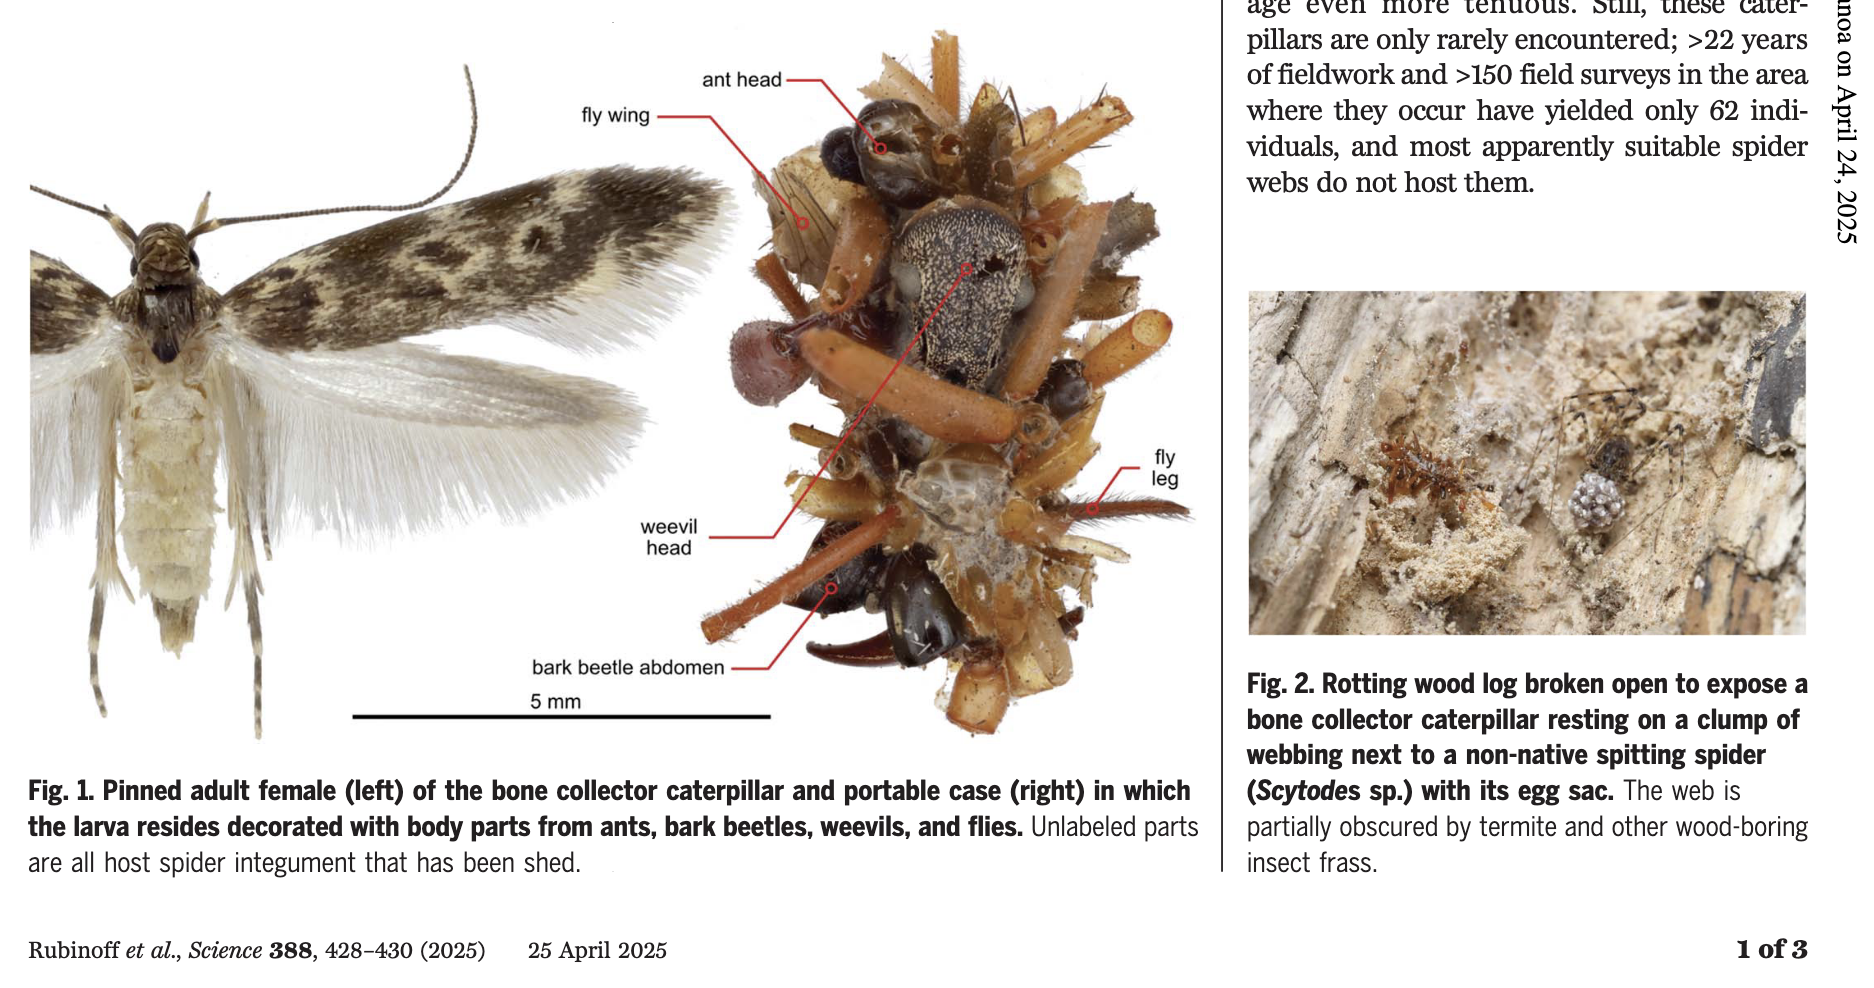 ant head
fly wing
weevil
head
fly
leg
bark beetle abdomen
5 mm
Fig. 1. Pinned adult female (left) of the bone collector caterpillar and portable case (right) in which
the larva resides decorated with body parts from ants, bark beetles, weevils, and flies. Unlabeled parts
are all host spider integument that has been shed.
age even more tenuous. Still, these cater-
pillars are only rarely encountered; >22 years
of fieldwork and >150 field surveys in the area
where they occur have yielded only 62 indi-
viduals, and most apparently suitable spider
webs do not host them.
Fig. 2. Rotting wood log broken open to expose a
bone collector caterpillar resting on a clump of
webbing next to a non-native spitting spider
(Scytodes sp.) with its egg sac. The web is
partially obscured by termite and other wood-boring
insect frass.
on April 24, 2025
Rubinoff et al., Science 388, 428–430 (2025) 25 April 2025
1 of 3